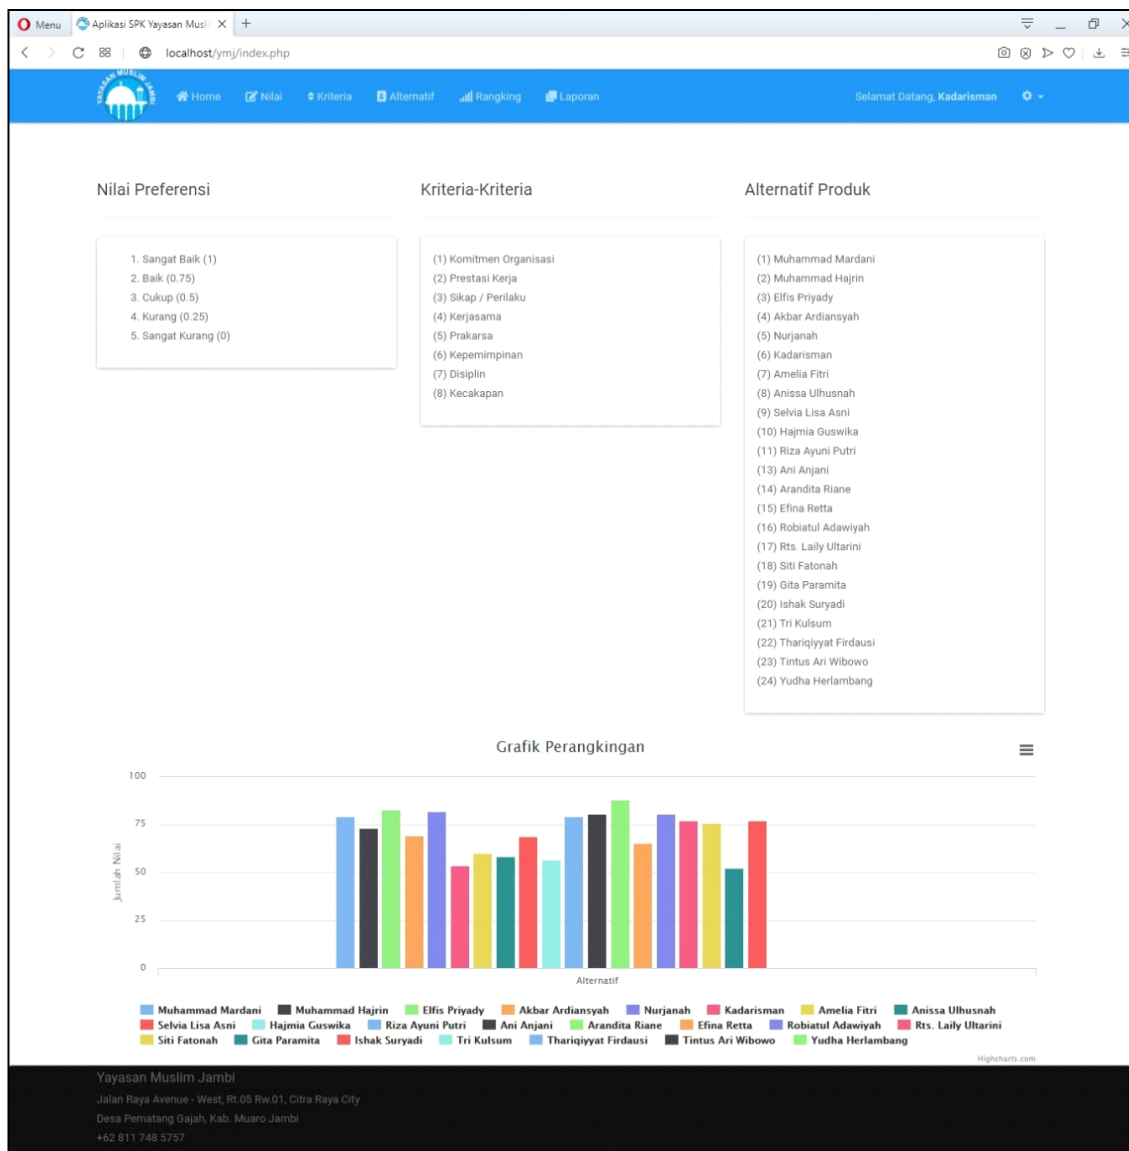 Menu
Aplikasi SPK Yayasan Musli
localhost/ymj/index.php
YAYASAN MUSLIM JAMBI
Home Nilai Kriteria Alternatif Rangking Laporan
Selamat Datang, Kadarisman
Nilai Preferensi
1. Sangat Baik (1)
2. Baik (0.75)
3. Cukup (0.5)
4. Kurang (0.25)
5. Sangat Kurang (0)
Kriteria-Kriteria
(1) Komitmen Organisasi
(2) Prestasi Kerja
(3) Sikap / Perilaku
(4) Kerjasama
(5) Prakarsa
(6) Kepemimpinan
(7) Disiplin
(8) Kecakapan
Alternatif Produk
(1) Muhammad Mardani
(2) Muhammad Hajrin
(3) Elfis Priyady
(4) Akbar Ardiansyah
(5) Nurjanah
(6) Kadarisman
(7) Amelia Fitri
(8) Anissa Ulhusnah
(9) Selvia Lisa Asni
(10) Hajmia Guswika
(11) Riza Ayuni Putri
(13) Ani Anjani
(14) Arandita Riane
(15) Efina Retta
(16) Robiatul Adawiyah
(17) Rts. Laily Ultarini
(18) Siti Fatonah
(19) Gita Paramita
(20) Ishak Suryadi
(21) Tri Kulsum
(22) Thariqiyyat Firdausi
(23) Tintus Ari Wibowo
(24) Yudha Herlambang
Grafik Perangkingan
Jumlah Nilai
100
75
50
25
0
Alternatif
Muhammad Mardani Muhammad Hajrin Elfis Priyady Akbar Ardiansyah Nurjanah Kadarisman Amelia Fitri Anissa Ulhusnah
Selvia Lisa Asni Hajmia Guswika Riza Ayuni Putri Ani Anjani Arandita Riane Efina Retta Robiatul Adawiyah Rts. Laily Ultarini
Siti Fatonah Gita Paramita Ishak Suryadi Tri Kulsum Thariqiyyat Firdausi Tintus Ari Wibowo Yudha Herlambang
Highcharts.com
Yayasan Muslim Jambi
Jalan Raya Avenue - West, Rt.05 Rw.01, Citra Raya City
Desa Pematang Gajah, Kab. Muaro Jambi
+62 811 748 5757